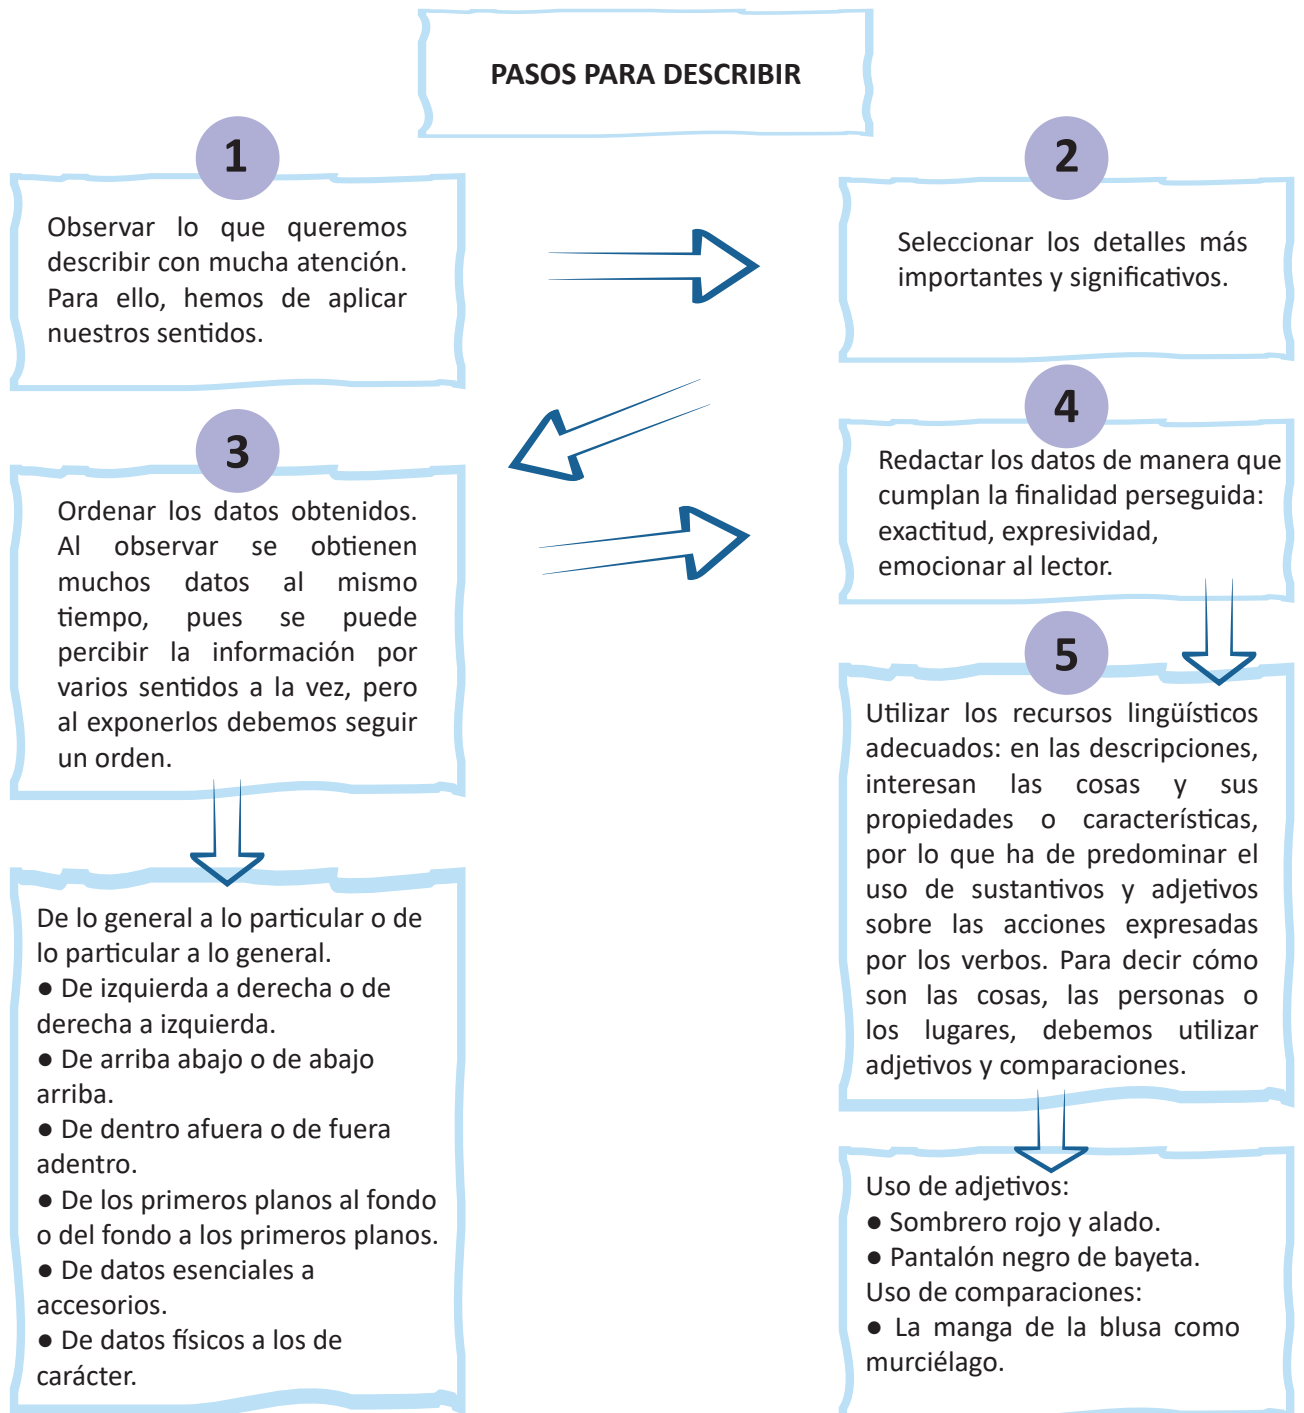 PASOS PARA DESCRIBIR
1
Observar lo que queremos
describir con mucha atención.
Para ello, hemos de aplicar
nuestros sentidos.
2
Seleccionar los detalles más
importantes y significativos.
3
Ordenar los datos obtenidos.
Al observar se obtienen
muchos datos al mismo
tiempo, pues se puede
percibir la información por
varios sentidos a la vez, pero
al exponerlos debemos seguir
un orden.
De lo general a lo particular o de
lo particular a lo general.
● De izquierda a derecha o de
derecha a izquierda.
● De arriba abajo o de abajo
arriba.
● De dentro afuera o de fuera
adentro.
● De los primeros planos al fondo
o del fondo a los primeros planos.
● De datos esenciales a
accesorios.
● De datos físicos a los de
carácter.
4
Redactar los datos de manera que
cumplan la finalidad perseguida:
exactitud, expresividad,
emocionar al lector.
5
Utilizar los recursos lingüísticos
adecuados: en las descripciones,
interesan las cosas y sus
propiedades o característícas,
por lo que ha de predominar el
uso de sustantivos y adjetivos
sobre las acciones expresadas
por los verbos. Para decir cómo
son las cosas, las personas o
los lugares, debemos utilizar
adjetivos y comparaciones.
Uso de adjetivos:
● Sombrero rojo y alado.
● Pantalón negro de bayeta.
Uso de comparaciones:
● La manga de la blusa como
murciélago.